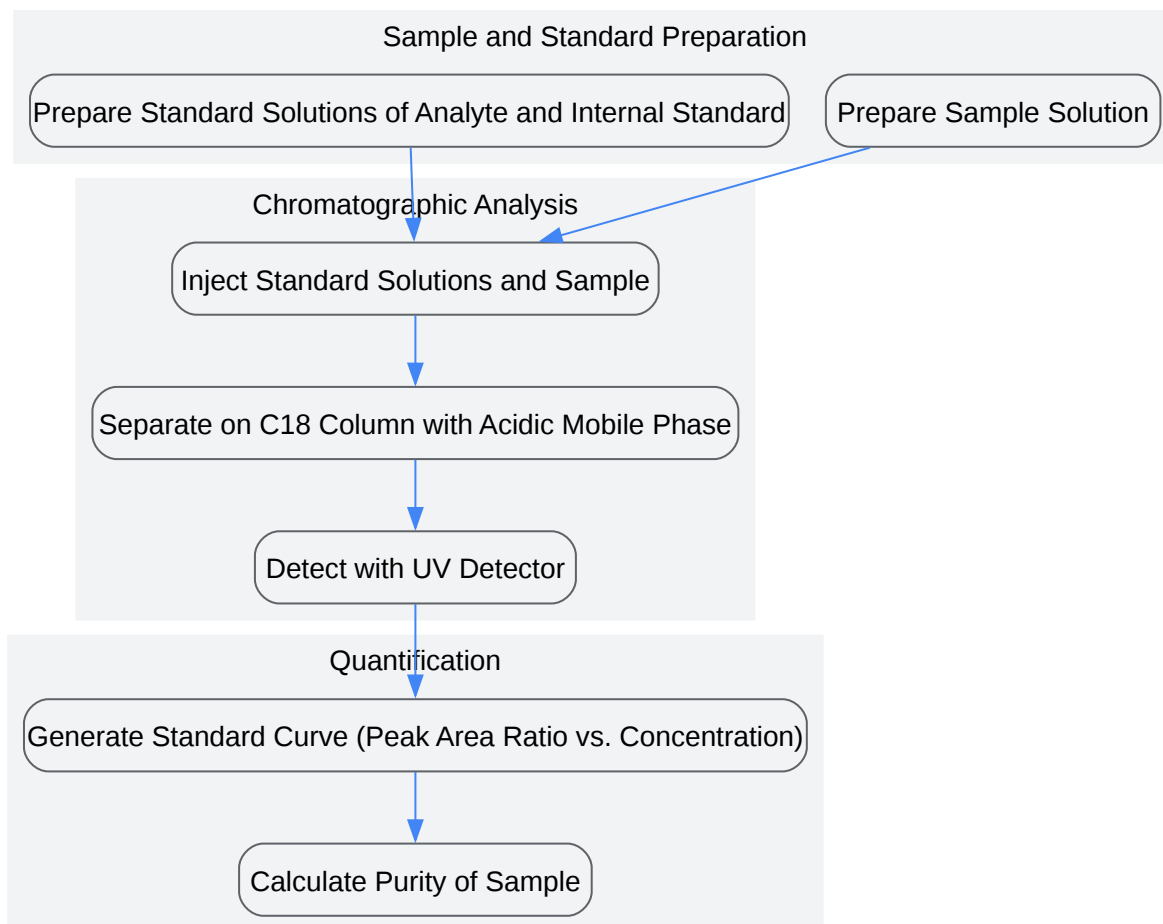 Sample and Standard Preparation
Prepare Standard Solutions of Analyte and Internal Standard
Prepare Sample Solution
Chromatographic Analysis
Inject Standard Solutions and Sample
Separate on C18 Column with Acidic Mobile Phase
Detect with UV Detector
Quantification
Generate Standard Curve (Peak Area Ratio vs. Concentration)
Calculate Purity of Sample